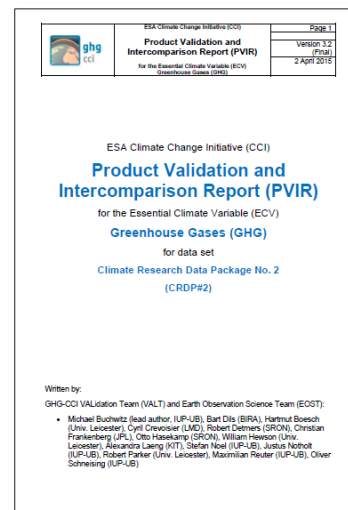 ghg
cci
ESA Climate Change Initiative (CCI)
Product Validation and
Intercomparison Report (PVIR)
for the Essential Climate Variable (ECV)
Greenhouse Gases (GHG)
Page 1
Version 3.2
(Final)
2 April 2015
ESA Climate Change Initiative (CCI)
Product Validation and
Intercomparison Report (PVIR)
for the Essential Climate Variable (ECV)
Greenhouse Gases (GHG)
for data set
Climate Research Data Package No. 2
(CRDP#2)
Written by:
GHG-CCI VALidation Team (VALT) and Earth Observation Science Team (EOST):
• Michael Buchwitz (lead author, IUP-UB), Bart Dils (BIRA), Hartmut Boesch
(Univ. Leicester), Cyril Crevoisier (LMD), Robert Detmers (SRON), Christian
Frankenberg (JPL), Otto Hasekamp (SRON), William Hewson (Univ.
Leicester), Alexandra Laeng (KIT), Stefan Noel (IUP-UB), Justus Notholt
(IUP-UB), Robert Parker (Univ. Leicester), Maximilian Reuter (IUP-UB), Oliver
Schneising (IUP-UB)